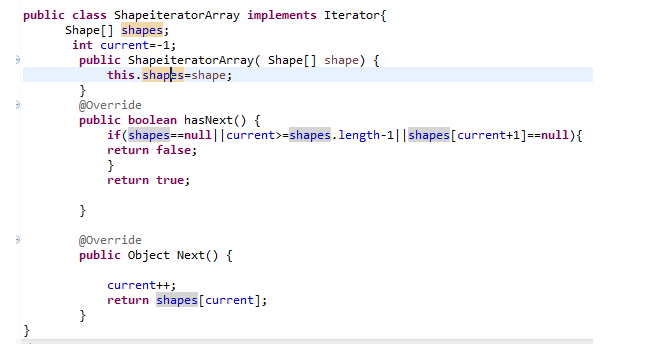 public class ShapeiteratorArray implements Iterator{
Shape[] shapes;
int current=-1;
public ShapeiteratorArray( Shape[] shape) {
this.shapes=shape;
}
@Override
public boolean hasNext() {
if(shapes==null||current>=shapes.length-1||shapes[current+1]==null){
return false;
}
return true;
}
@Override
public Object Next() {
current++;
return shapes[current];
}
}